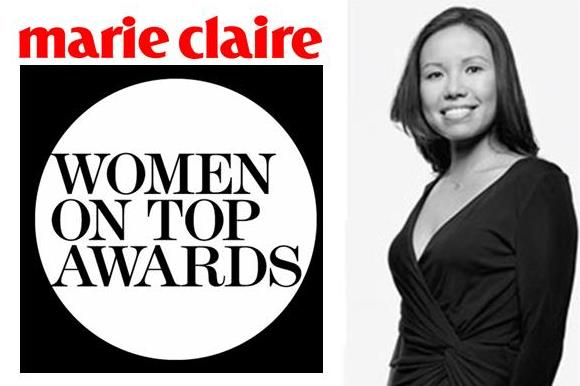 marie claire
WOMEN
ON TOP
AWARDS